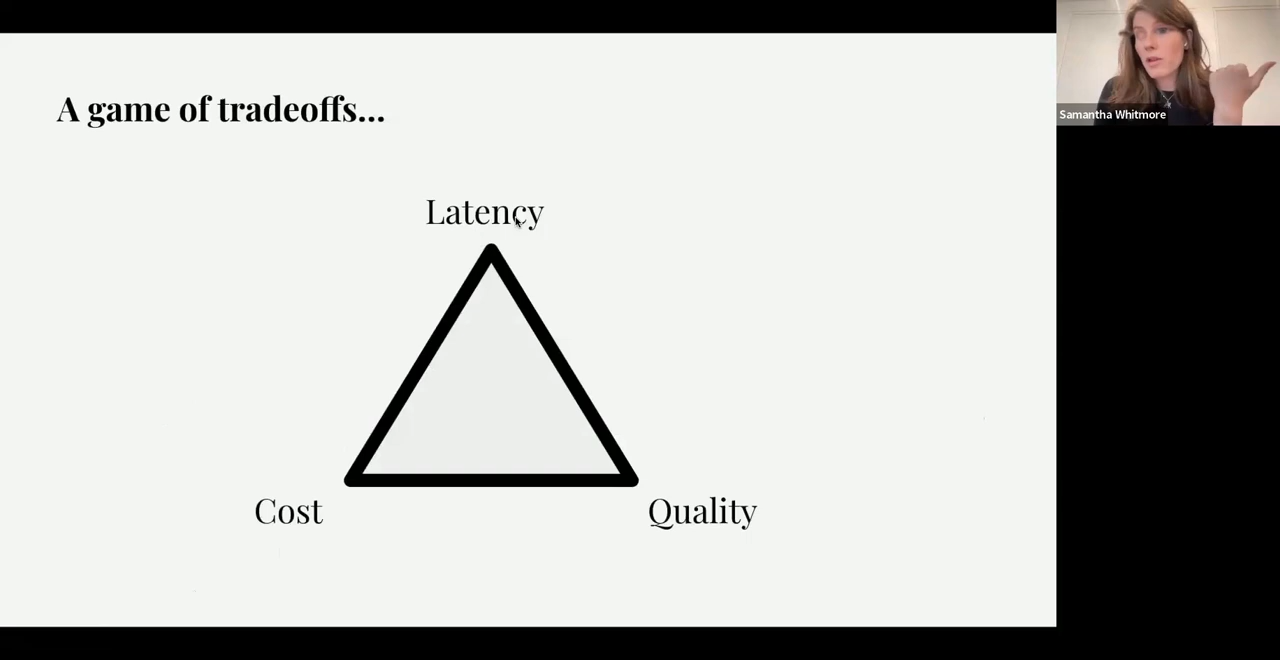 A game of tradeoffs...
Samantha Whitmore
Latency
Cost
Quality